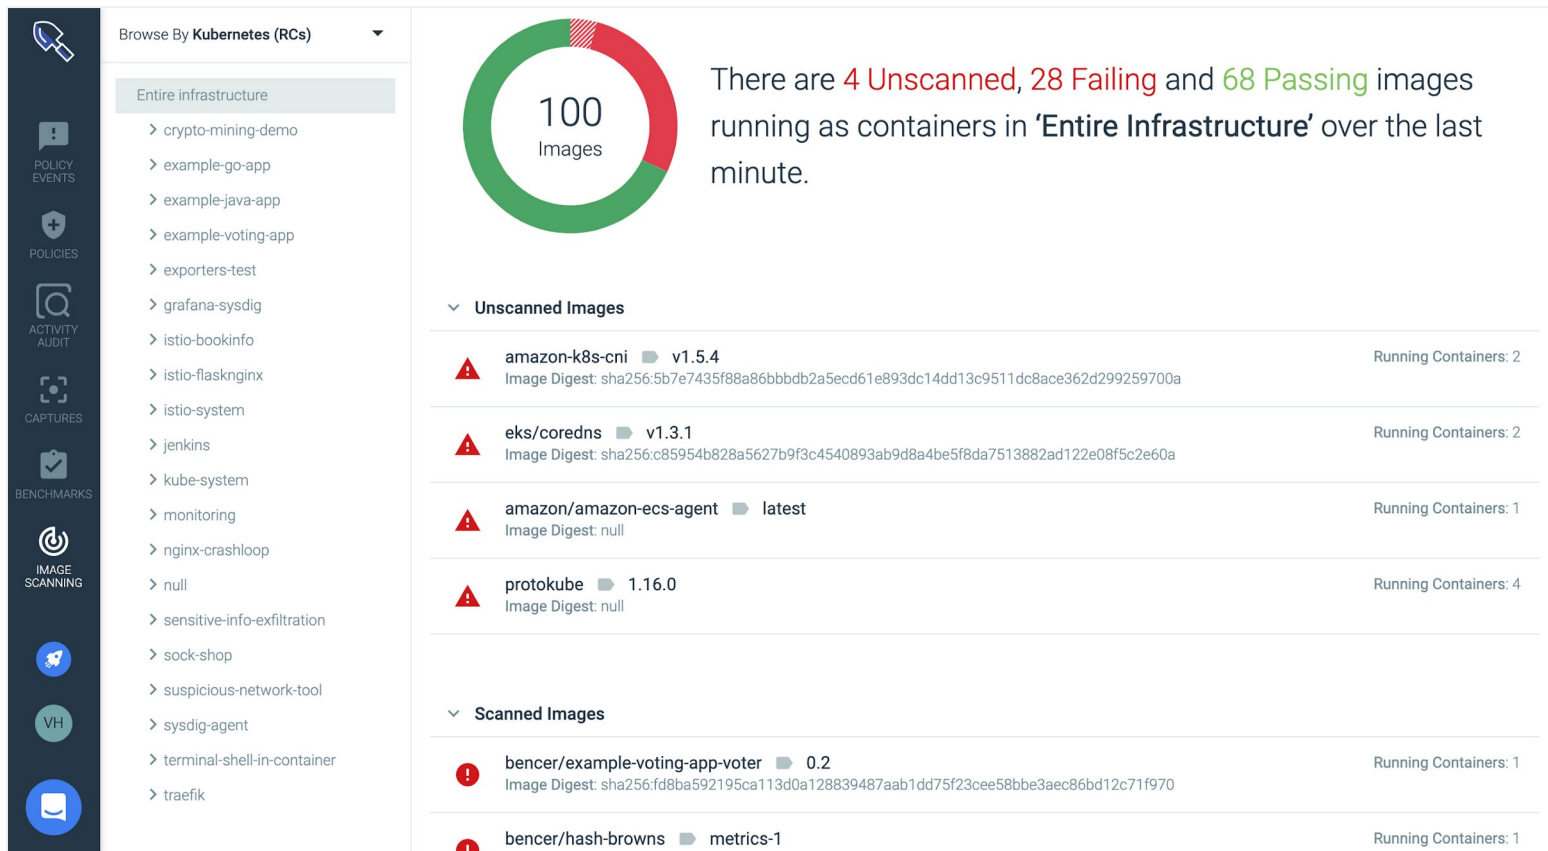 POLICY
EVENTS
POLICIES
ACTIVITY
AUDIT
CAPTURES
BENCHMARKS
IMAGE
SCANNING
VH
Browse By Kubernetes (RCs)
Entire infrastructure
crypto-mining-demo
example-go-app
example-java-app
example-voting-app
exporters-test
grafana-sysdig
istio-bookinfo
istio-flasknginx
istio-system
jenkins
kube-system
monitoring
nginx-crashloop
null
sensitive-info-exfiltration
sock-shop
suspicious-network-tool
sysdig-agent
terminal-shell-in-container
traefik
100
Images
There are 4 Unscanned, 28 Failing and 68 Passing images
running as containers in ‘Entire Infrastructure’ over the last
minute.
Unscanned Images
amazon-k8s-cni v1.5.4 Running Containers: 2
Image Digest: sha256:5b7e7435f88a86bbbdb2a5ecd61e893dc14dd13c9511dc8ace362d299259700a
eks/coredns v1.3.1 Running Containers: 2
Image Digest: sha256:c85954b828a5627b9f3c4540893ab9d8a4be5f8da7513882ad122e08f5c2e60a
amazon/amazon-ecs-agent latest Running Containers: 1
Image Digest: null
protokube 1.16.0 Running Containers: 4
Image Digest: null
Scanned Images
bencer/example-voting-app-voter 0.2 Running Containers: 1
Image Digest: sha256:fd8ba592195ca113d0a128839487aab1dd75f23cee58bbe3aec86bd12c71f970
bencer/hash-browns metrics-1 Running Containers: 1